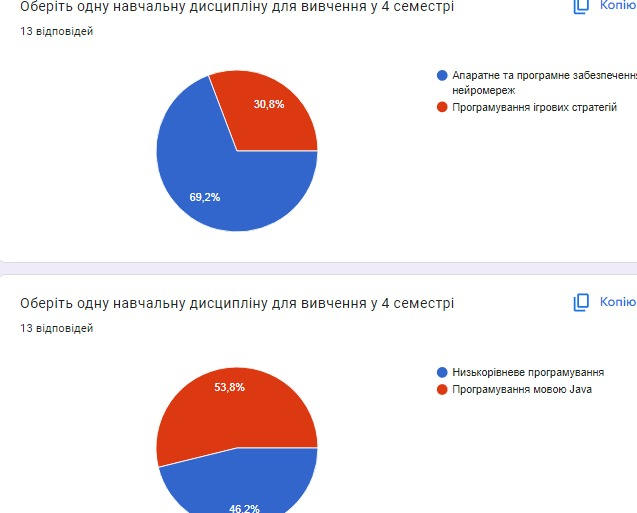 Оберіть одну навчальну дисципліну для вивчення у 4 семестрі
Копію
13 відповідей
Апаратне та програмне забезпечення
нейромереж
Програмування ігрових стратегій
30,8%
69,2%
Оберіть одну навчальну дисципліну для вивчення у 4 семестрі
Копію
13 відповідей
Низькорівневе програмування
Програмування мовою Java
53,8%
46,2%